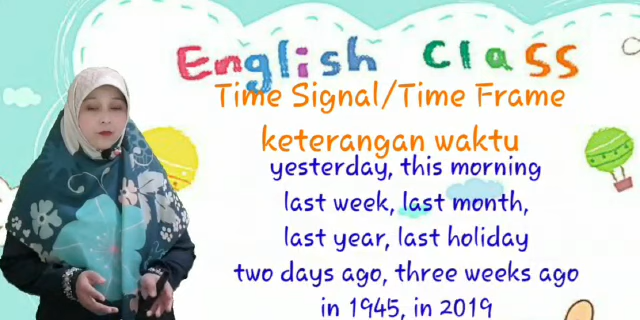 English Class
Time Signal/Time Frame
keterangan waktu
yesterday, this morning
last week, last month,
last year, last holiday
two days ago, three weeks ago
in 1945, in 2019